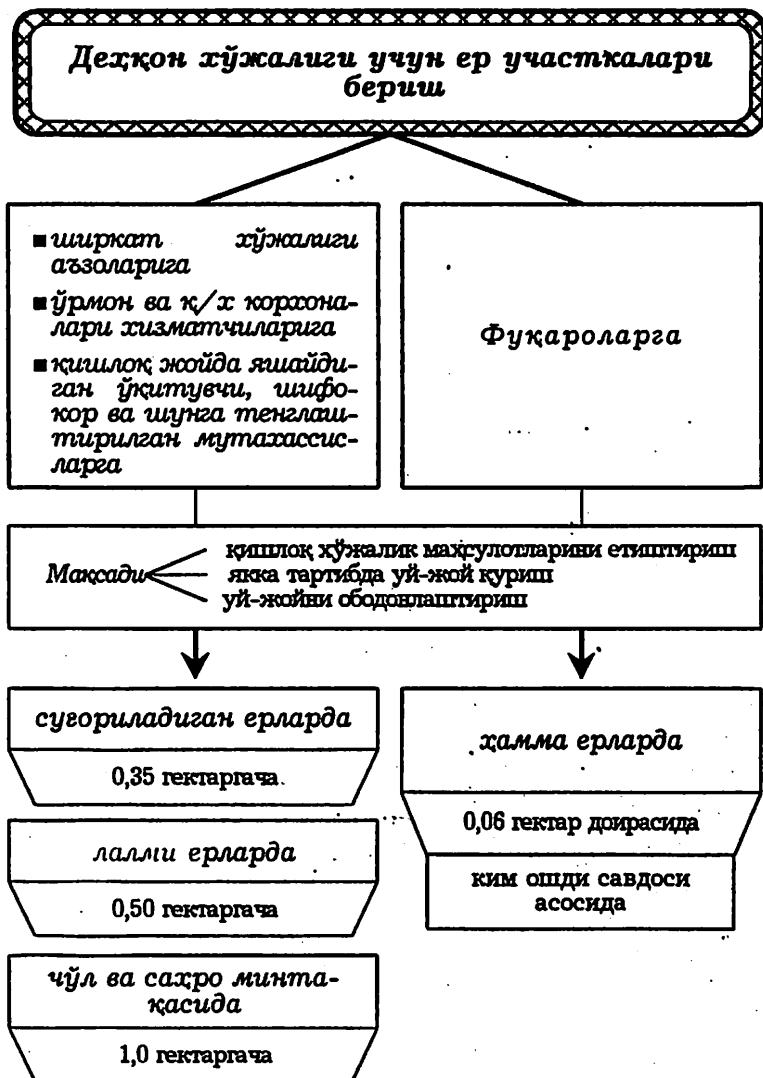 Деҳқон хўжалиги учун ер участкалари
бериш
■ ширкат хўжалиги
аъзоларига
■ ўрмон ва қ/х корхона-
лари хизматчиларига
■ қишлоқ жойда яшайди-
ган ўқитувчи, шифо-
кор ва шунга тенглаш-
тирилган мутахассис-
ларга
Фуқароларга
Мақсади
қишлоқ хўжалик маҳсулотларини етиштириш
якка тартибда уй-жой қуриш
уй-жойни ободонлаштириш
суғориладиган ерларда
0,35 гектаргача
лалми ерларда
0,50 гектаргача
чўл ва саҳро минта-
қасида
1,0 гектаргача
ҳамма ерларда
0,06 гектар доирасида
ким ошди савдоси
асосида